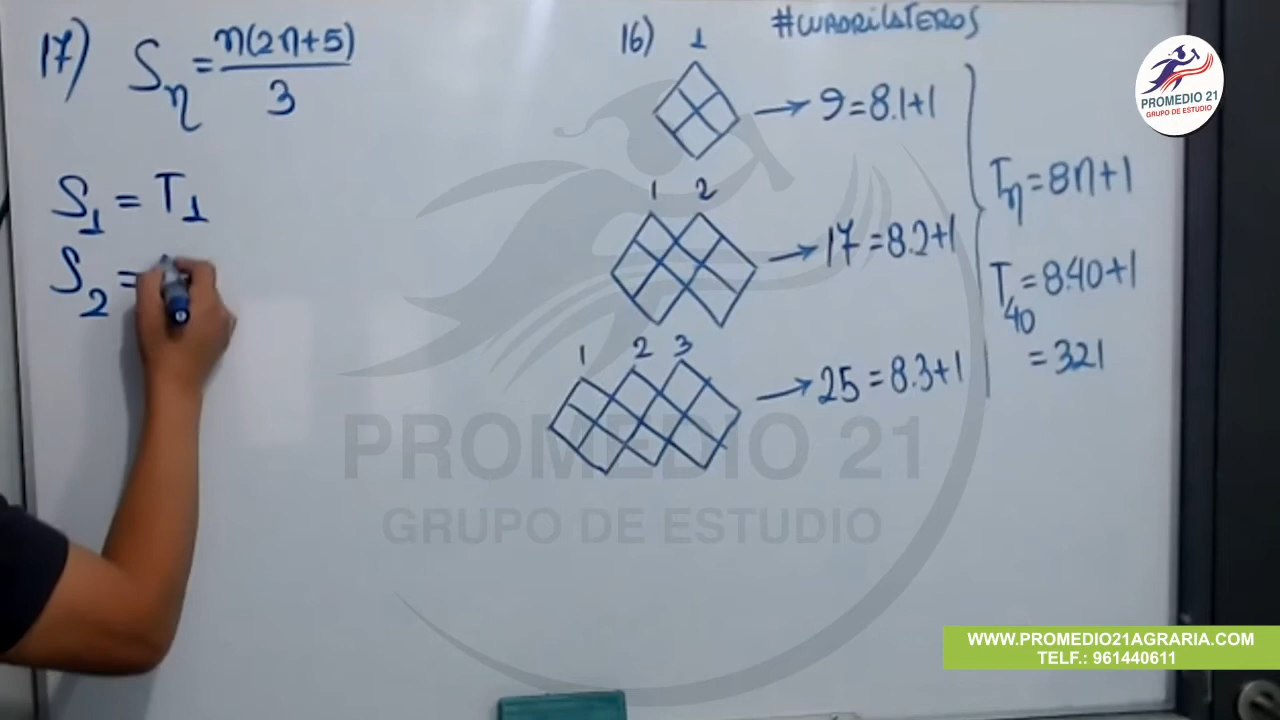 17) Sn = n(2n+5)/3
S1 = T1
S2 =
16) #CUADRILATEROS
1
→ 9 = 8.1+1
1 2
→ 17 = 8.2+1
1 2 3
→ 25 = 8.3+1
Tn = 8n+1
T40 = 8.40+1
= 321
PROMEDIO 21
GRUPO DE ESTUDIO
PROMEDIO 21
GRUPO DE ESTUDIO
WWW.PROMEDIO21AGRARIA.COM
TELF.: 961440611